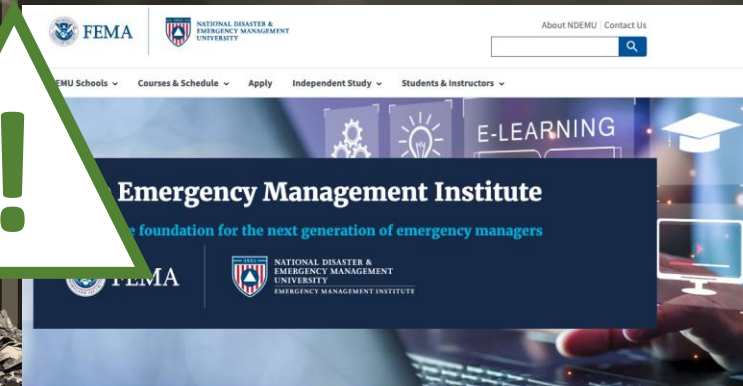 !
FEMA
NATIONAL DISASTER &
EMERGENCY MANAGEMENT
UNIVERSITY
About NDEMU | Contact Us
Schools
Courses & Schedule
Apply
Independent Study
Students & Instructors
E-LEARNING
Emergency Management Institute
foundation for the next generation of emergency managers
FEMA
1951
NATIONAL DISASTER &
EMERGENCY MANAGEMENT
UNIVERSITY
EMERGENCY MANAGEMENT INSTITUTE